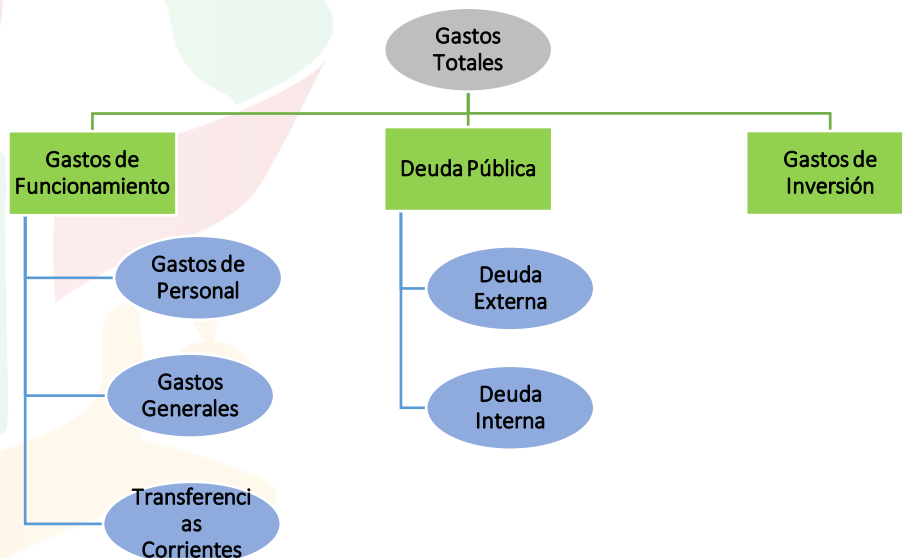 Gastos
Totales
Gastos de
Funcionamiento
Deuda Pública
Gastos de
Inversión
Gastos de
Personal
Deuda
Externa
Gastos
Generales
Deuda
Interna
Transferenci
as
Corrientes